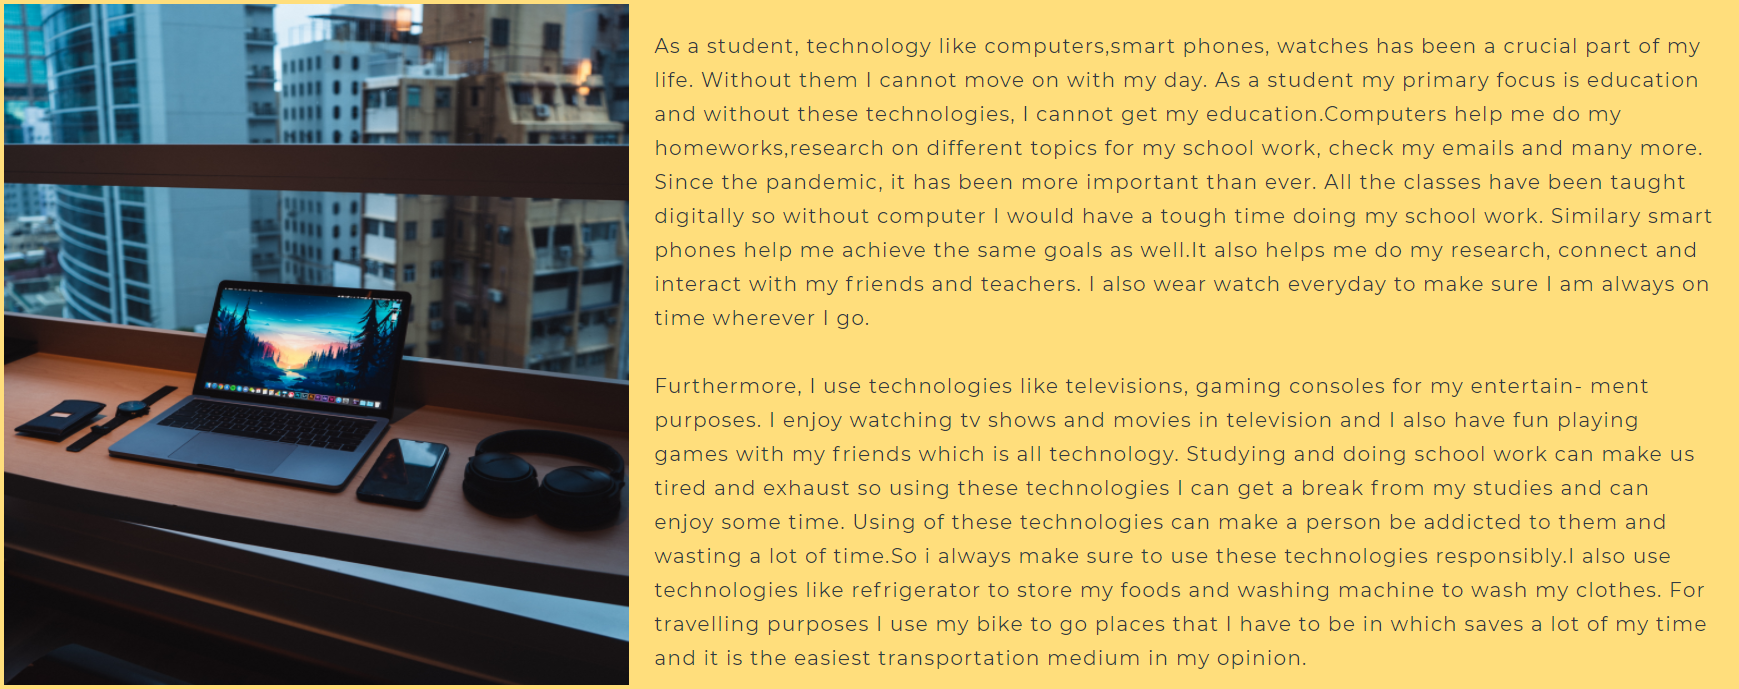 As a student, technology like computers,smart phones, watches has been a crucial part of my
life. Without them I cannot move on with my day. As a student my primary focus is education
and without these technologies, I cannot get my education.Computers help me do my
homeworks,research on different topics for my school work, check my emails and many more.
Since the pandemic, it has been more important than ever. All the classes have been taught
digitally so without computer I would have a tough time doing my school work. Similary smart
phones help me achieve the same goals as well.It also helps me do my research, connect and
interact with my friends and teachers. I also wear watch everyday to make sure I am always on
time wherever I go.
Furthermore, I use technologies like televisions, gaming consoles for my entertain- ment
purposes. I enjoy watching tv shows and movies in television and I also have fun playing
games with my friends which is all technology. Studying and doing school work can make us
tired and exhaust so using these technologies I can get a break from my studies and can
enjoy some time. Using of these technologies can make a person be addicted to them and
wasting a lot of time.So i always make sure to use these technologies responsibly.I also use
technologies like refrigerator to store my foods and washing machine to wash my clothes. For
travelling purposes I use my bike to go places that I have to be in which saves a lot of my time
and it is the easiest transportation medium in my opinion.